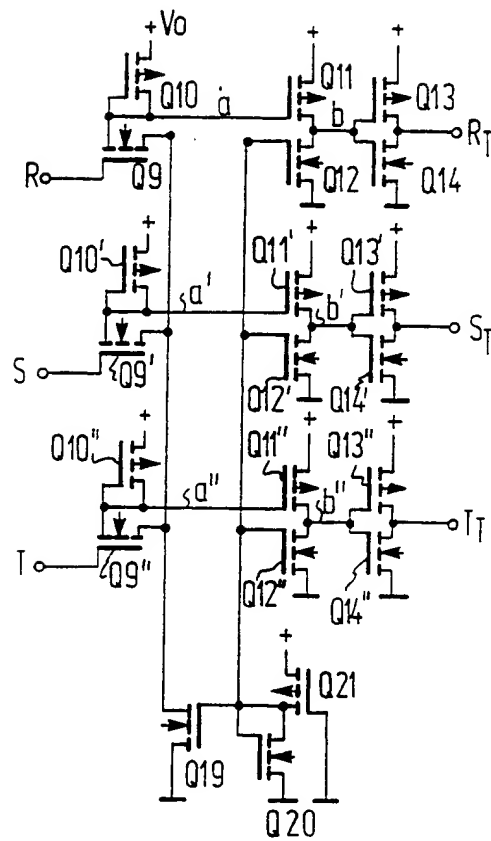 + Vo + +
Q10 Q11 Q13
a b
R Q9 Q12 Q14 R_T
+ + +
Q10' Q11' Q13'
a' b'
S Q9' Q12' Q14' S_T
+ + +
Q10" Q11" Q13"
a" b"
T Q9" Q12" Q14" T_T
+
Q21
Q19
Q20